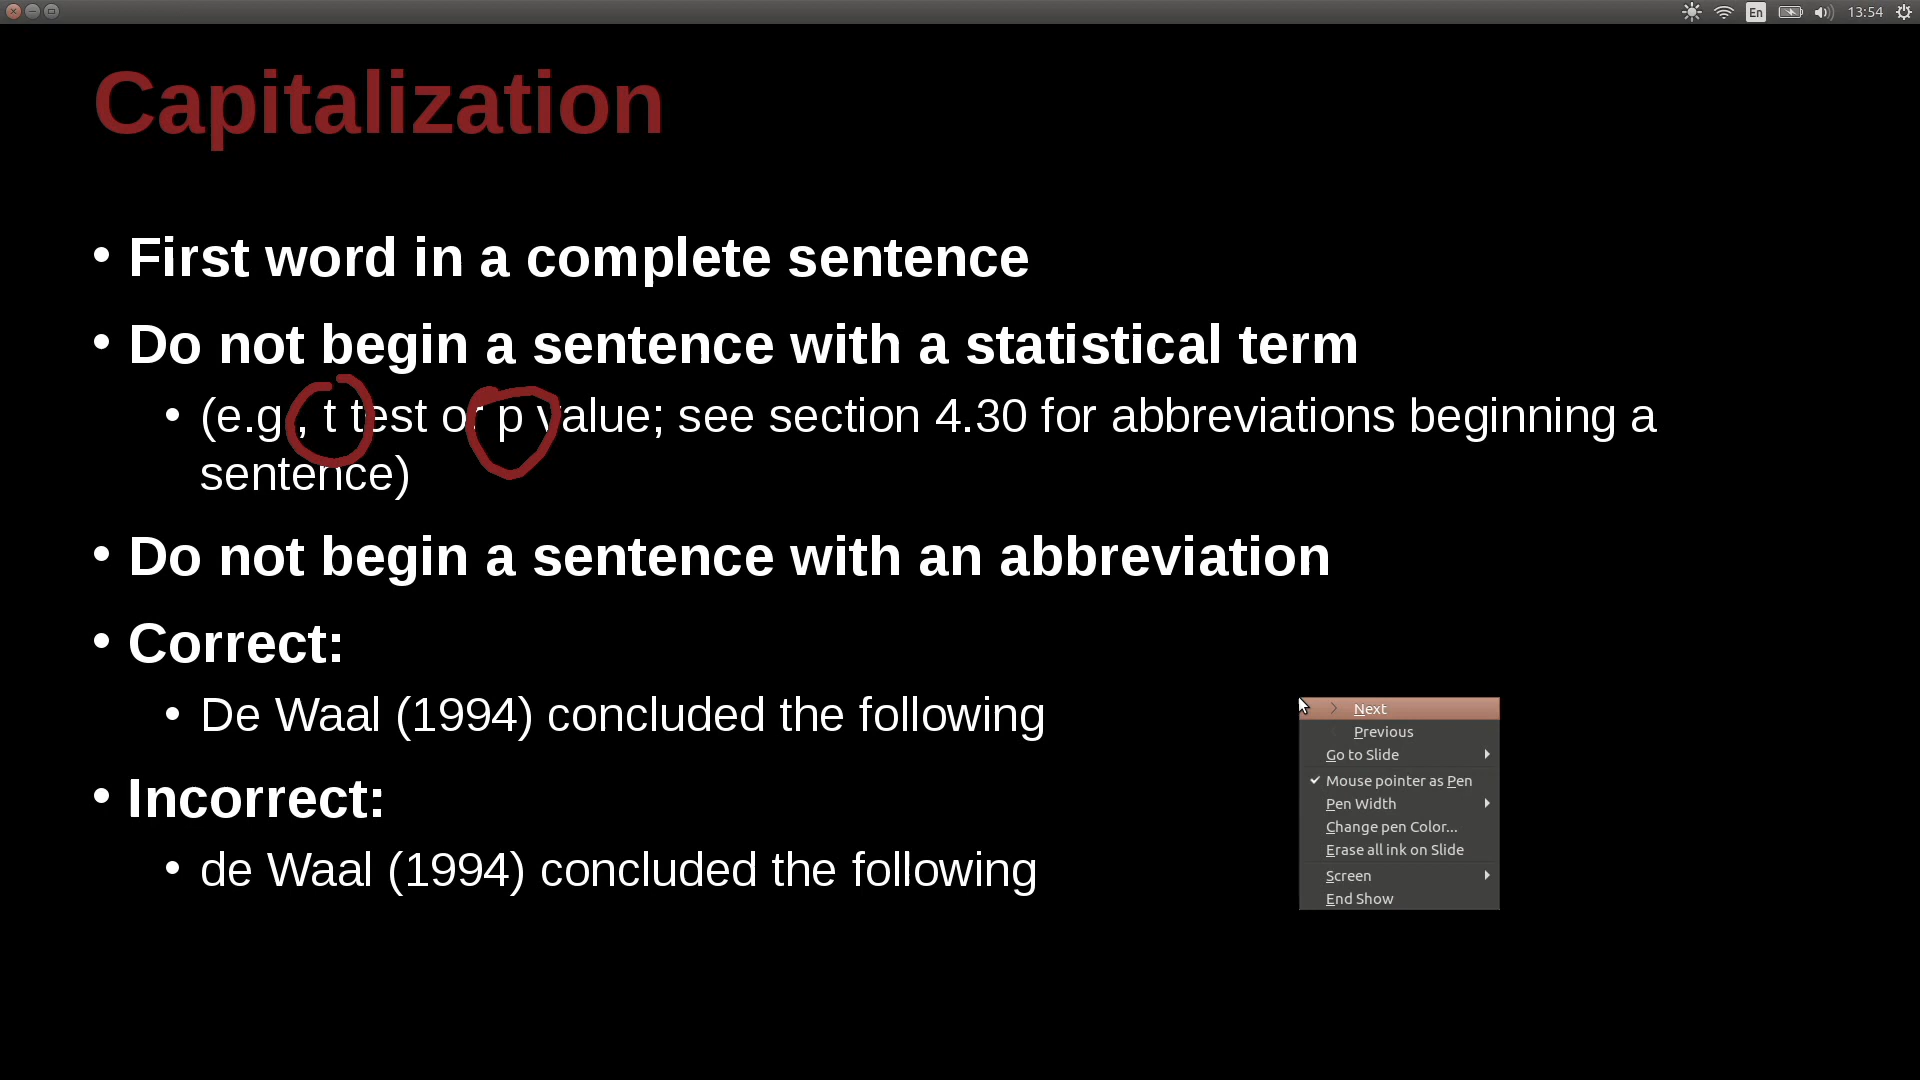 En 13:54
Capitalization
• First word in a complete sentence
• Do not begin a sentence with a statistical term
• (e.g., t test or p value; see section 4.30 for abbreviations beginning a
sentence)
• Do not begin a sentence with an abbreviation
• Correct:
• De Waal (1994) concluded the following
• Incorrect:
• de Waal (1994) concluded the following
Next
Previous
Go to Slide
Mouse pointer as Pen
Pen Width
Change pen Color...
Erase all ink on Slide
Screen
End Show